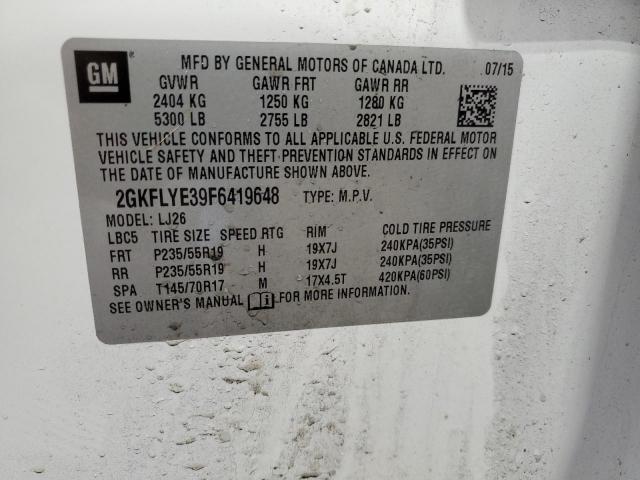 GM
MFD BY GENERAL MOTORS OF CANADA LTD. 07/15
GVWR GAWR FRT GAWR RR
2404 KG 1250 KG 1280 KG
5300 LB 2755 LB 2821 LB
THIS VEHICLE CONFORMS TO ALL APPLICABLE U.S. FEDERAL MOTOR
VEHICLE SAFETY AND THEFT PREVENTION STANDARDS IN EFFECT ON
THE DATE OF MANUFACTURE SHOWN ABOVE.
2GKFLYE39F6419648 TYPE: M.P.V.
MODEL: LJ26
LBC5 TIRE SIZE SPEED RTG RIM COLD TIRE PRESSURE
FRT P235/55R19 H 19X7J 240KPA(35PSI)
RR P235/55R19 H 19X7J 240KPA(35PSI)
SPA T145/70R17 M 17X4.5T 420KPA(60PSI)
SEE OWNER'S MANUAL FOR MORE INFORMATION.